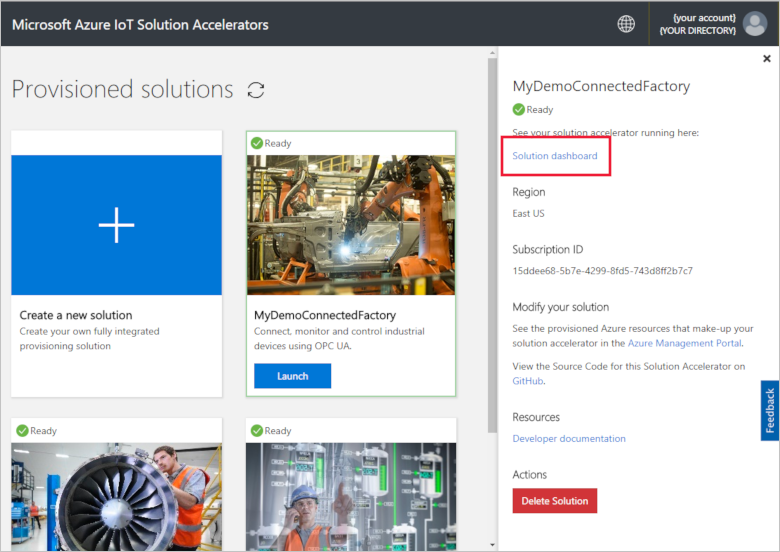 Microsoft Azure IoT Solution Accelerators
{your account}
{YOUR DIRECTORY}
Provisioned solutions
Create a new solution
Create your own fully integrated
provisioning solution
Ready
MyDemoConnectedFactory
Connect, monitor and control industrial
devices using OPC UA.
Launch
Ready
Ready
MyDemoConnectedFactory
Ready
See your solution accelerator running here:
Solution dashboard
Region
East US
Subscription ID
15ddee68-5b7e-4299-8fd5-743d8ff2b7c7
Modify your solution
See the provisioned Azure resources that make-up your
solution accelerator in the Azure Management Portal.
View the Source Code for this Solution Accelerator on
GitHub.
Resources
Developer documentation
Actions
Delete Solution
Feedback